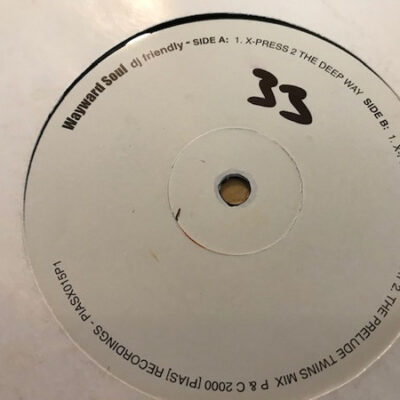 Wayward Soul dj friendly - SIDE A: 1. X-PRESS 2 THE DEEP WAY SIDE B: 1. X-
2. THE PRELUDE TWINS MIX P & C 2000 [PIAS] RECORDINGS - PIASX015P1
33